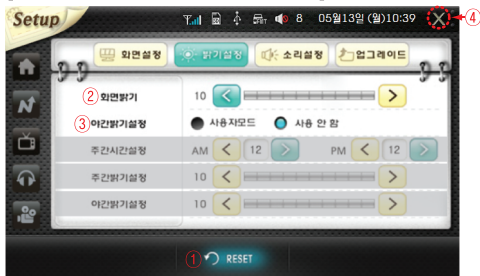 Setup 8 05월13일 (월)10:39 ④
화면설정 밝기설정 소리설정 업그레이드
②화면밝기 10
③야간밝기설정 사용자모드 사용 안 함
주간시간설정 AM 12 PM 12
주간밝기설정 10
야간밝기설정 10
① RESET